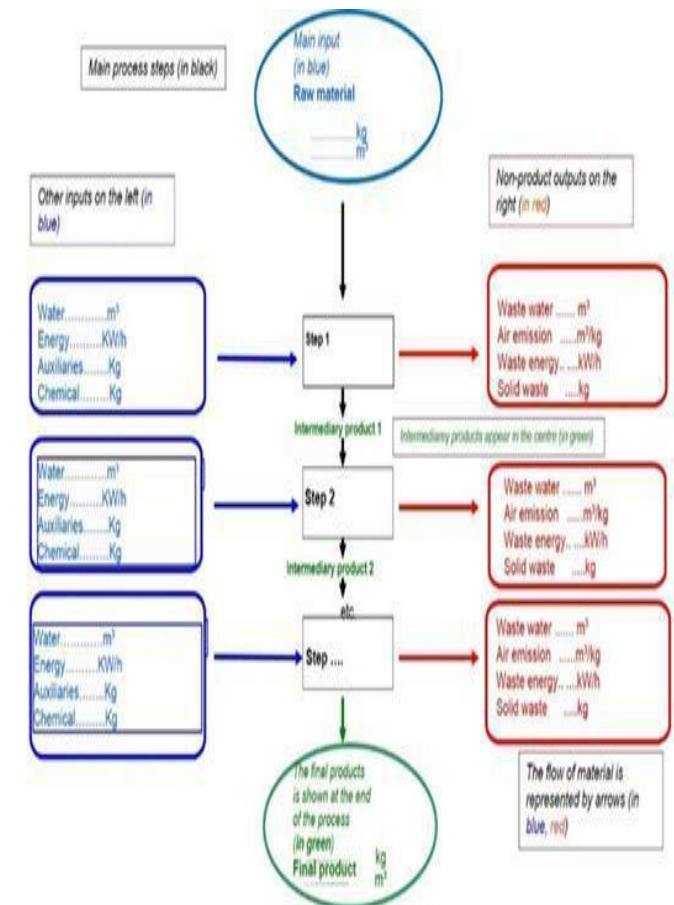 Main input
(in blue)
Raw material
............kg
............m³
Main process steps (in black)
Other inputs on the left (in
blue)
Non-product outputs on the
right (in red)
Water............m³
Energy.........KW/h
Auxiliaries.......Kg
Chemical........Kg
Step 1
Waste water ...... m³
Air emission .....m³/kg
Waste energy.. ....kW/h
Solid waste .....kg
Intermediary product 1
Intermediarey products appear in the centre (in green)
Water............m³
Energy.........KW/h
Auxiliaries.......Kg
Chemical........Kg
Step 2
Waste water ...... m³
Air emission .....m³/kg
Waste energy.. ....kW/h
Solid waste .....kg
Intermediary product 2
etc.
Water............m³
Energy.........KW/h
Auxiliaries.......Kg
Chemical........Kg
Step ....
Waste water ...... m³
Air emission .....m³/kg
Waste energy.. ....kW/h
Solid waste .....kg
The final products
is shown at the end
of the process
(in green)
Final product kg
............ m³
The flow of material is
represented by arrows (in
blue, red)